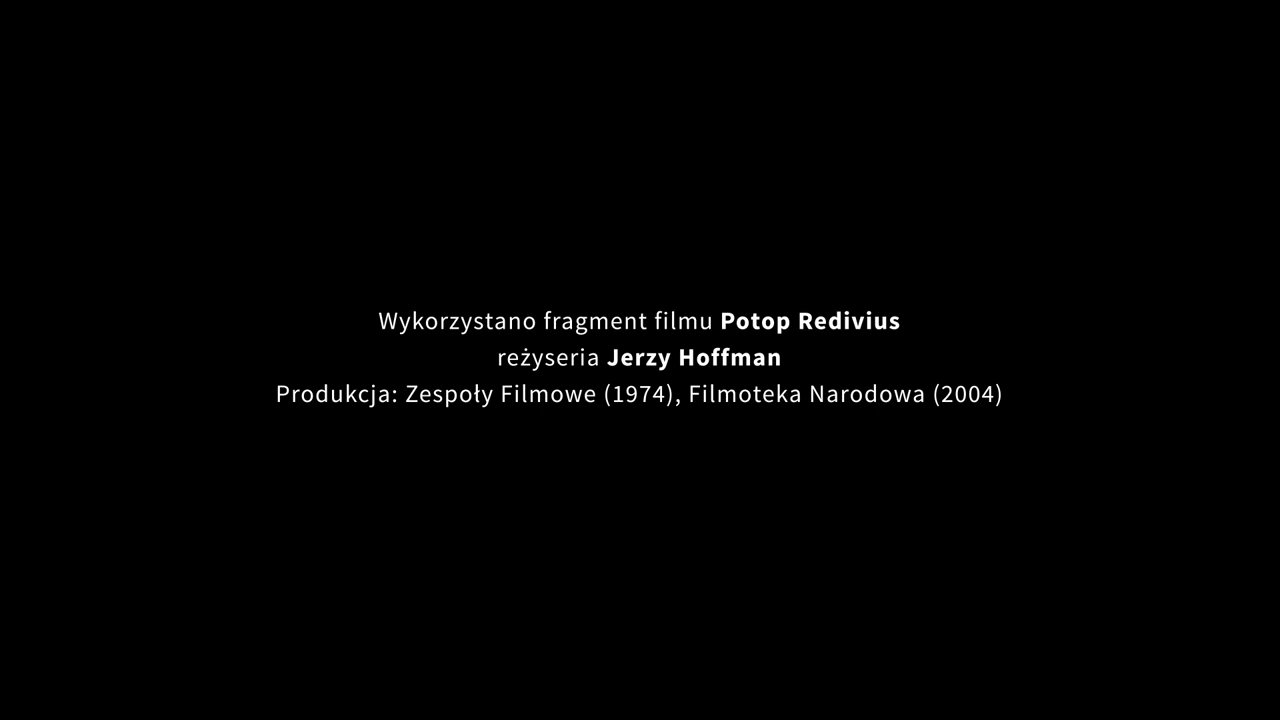 Wykorzystano fragment filmu Potop Redivius
reżyseria Jerzy Hoffman
Produkcja: Zespoły Filmowe (1974), Filmoteka Narodowa (2004)